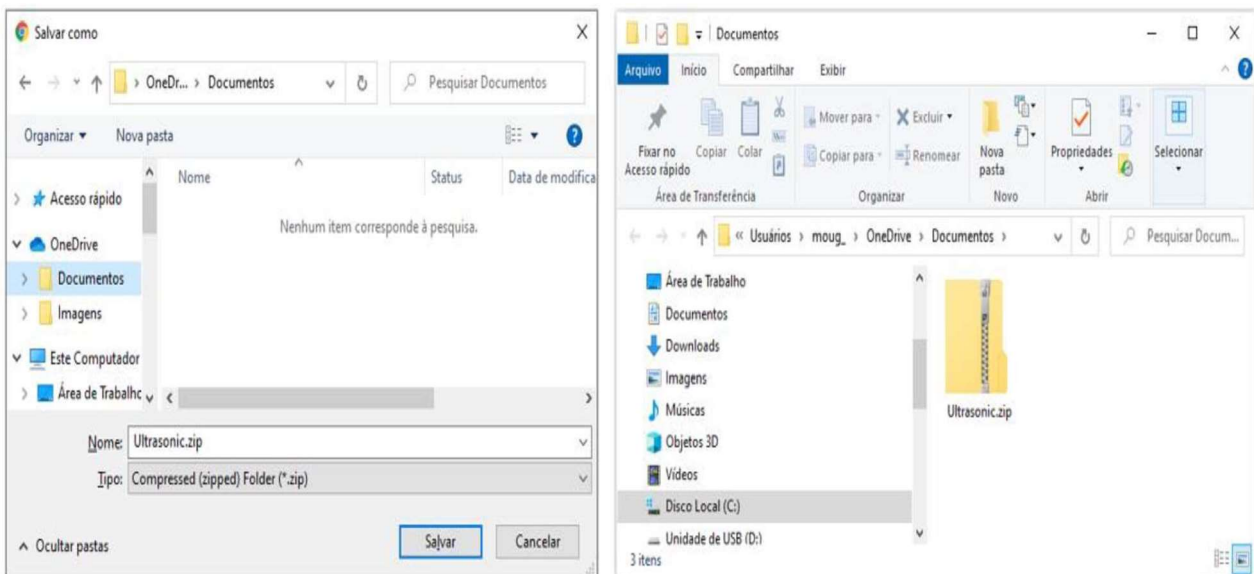 Salvar como
OneDr... > Documentos
Pesquisar Documentos
Organizar
Nova pasta
Nome
Status
Data de modifica
Acesso rápido
OneDrive
Documentos
Imagens
Este Computador
Área de Trabalho
Nenhum item corresponde à pesquisa.
Nome: Ultrasonic.zip
Tipo: Compressed (zipped) Folder (*.zip)
Ocultar pastas
Salvar
Cancelar
Documentos
Arquivo
Início
Compartilhar
Exibir
Fixar no
Acesso rápido
Copiar
Colar
Mover para
Copiar para
Excluir
Renomear
Nova
pasta
Propriedades
Selecionar
Área de Transferência
Organizar
Novo
Abrir
« Usuários > moug_ > OneDrive > Documentos >
Pesquisar Docum...
Área de Trabalho
Documentos
Downloads
Imagens
Músicas
Objetos 3D
Vídeos
Disco Local (C:)
Unidade de USB (D:)
Ultrasonic.zip
3 itens